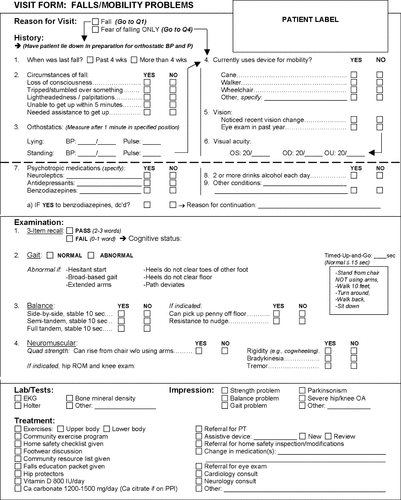 VISIT FORM: FALLS/MOBILITY PROBLEMS
Reason for Visit: Fall (Go to Q1)
Fear of falling ONLY (Go to Q4)
PATIENT LABEL
History:
→ (Have patient lie down in preparation for orthostatic BP and P)
1. When was last fall? Past 4 wks More than 4 wks
2. Circumstances of fall: YES NO
Loss of consciousness
Tripped/stumbled over something
Lightheadedness / palpitations
Unable to get up within 5 minutes
Needed assistance to get up
3. Orthostatics: (Measure after 1 minute in specified position)
Lying: BP: / Pulse:
Standing: BP: / Pulse:
4. Currently uses device for mobility? YES NO
Cane
Walker
Wheelchair
Other, specify:
5. Vision:
Noticed recent vision change
Eye exam in past year
6. Visual acuity:
OS: 20/ OD: 20/ OU: 20/
7. Psychotropic medications (specify): YES NO
Neuroleptics:
Antidepressants:
Benzodiazepines:
YES NO
8. 2 or more drinks alcohol each day
9. Other conditions:
a) IF YES to benzodiazepines, dc'd? → Reason for continuation:
Examination:
1. 3-Item recall: PASS (2-3 words)
FAIL (0-1 word) → Cognitive status:
2. Gait: NORMAL ABNORMAL
Abnormal if: -Hesitant start -Heels do not clear toes of other foot
-Broad-based gait -Heels do not clear floor
-Extended arms -Path deviates
Timed-Up-and-Go: sec
(Normal ≤ 15 sec)
-Stand from chair
NOT using arms,
-Walk 10 feet,
-Turn around,
-Walk back,
-Sit down
3. Balance: YES NO If indicated: YES NO
Side-by-side, stable 10 sec Can pick up penny off floor
Semi-tandem, stable 10 sec Resistance to nudge
Full tandem, stable 10 sec
4. Neuromuscular: YES NO YES NO
Quad strength: Can rise from chair w/o using arms Rigidity (e.g., cogwheeling)
Bradykinesia
If indicated, hip ROM and knee exam: Tremor
Lab/Tests:
EKG Bone mineral density
Holter Other:
Impression: Strength problem Parkinsonism
Balance problem Severe hip/knee OA
Gait problem Other:
Treatment:
Exercises: Upper body Lower body
Community exercise program
Home safety checklist given
Footwear discussion
Community resource list given
Falls education packet given
Hip protectors
Vitamin D 800 IU/day
Ca carbonate 1200-1500 mg/day (Ca citrate if on PPI)
Referral for PT
Assistive device: New Review
Referral for home safety inspection/modifications
Change in medication(s):
Referral for eye exam
Cardiology consult
Neurology consult
Other: